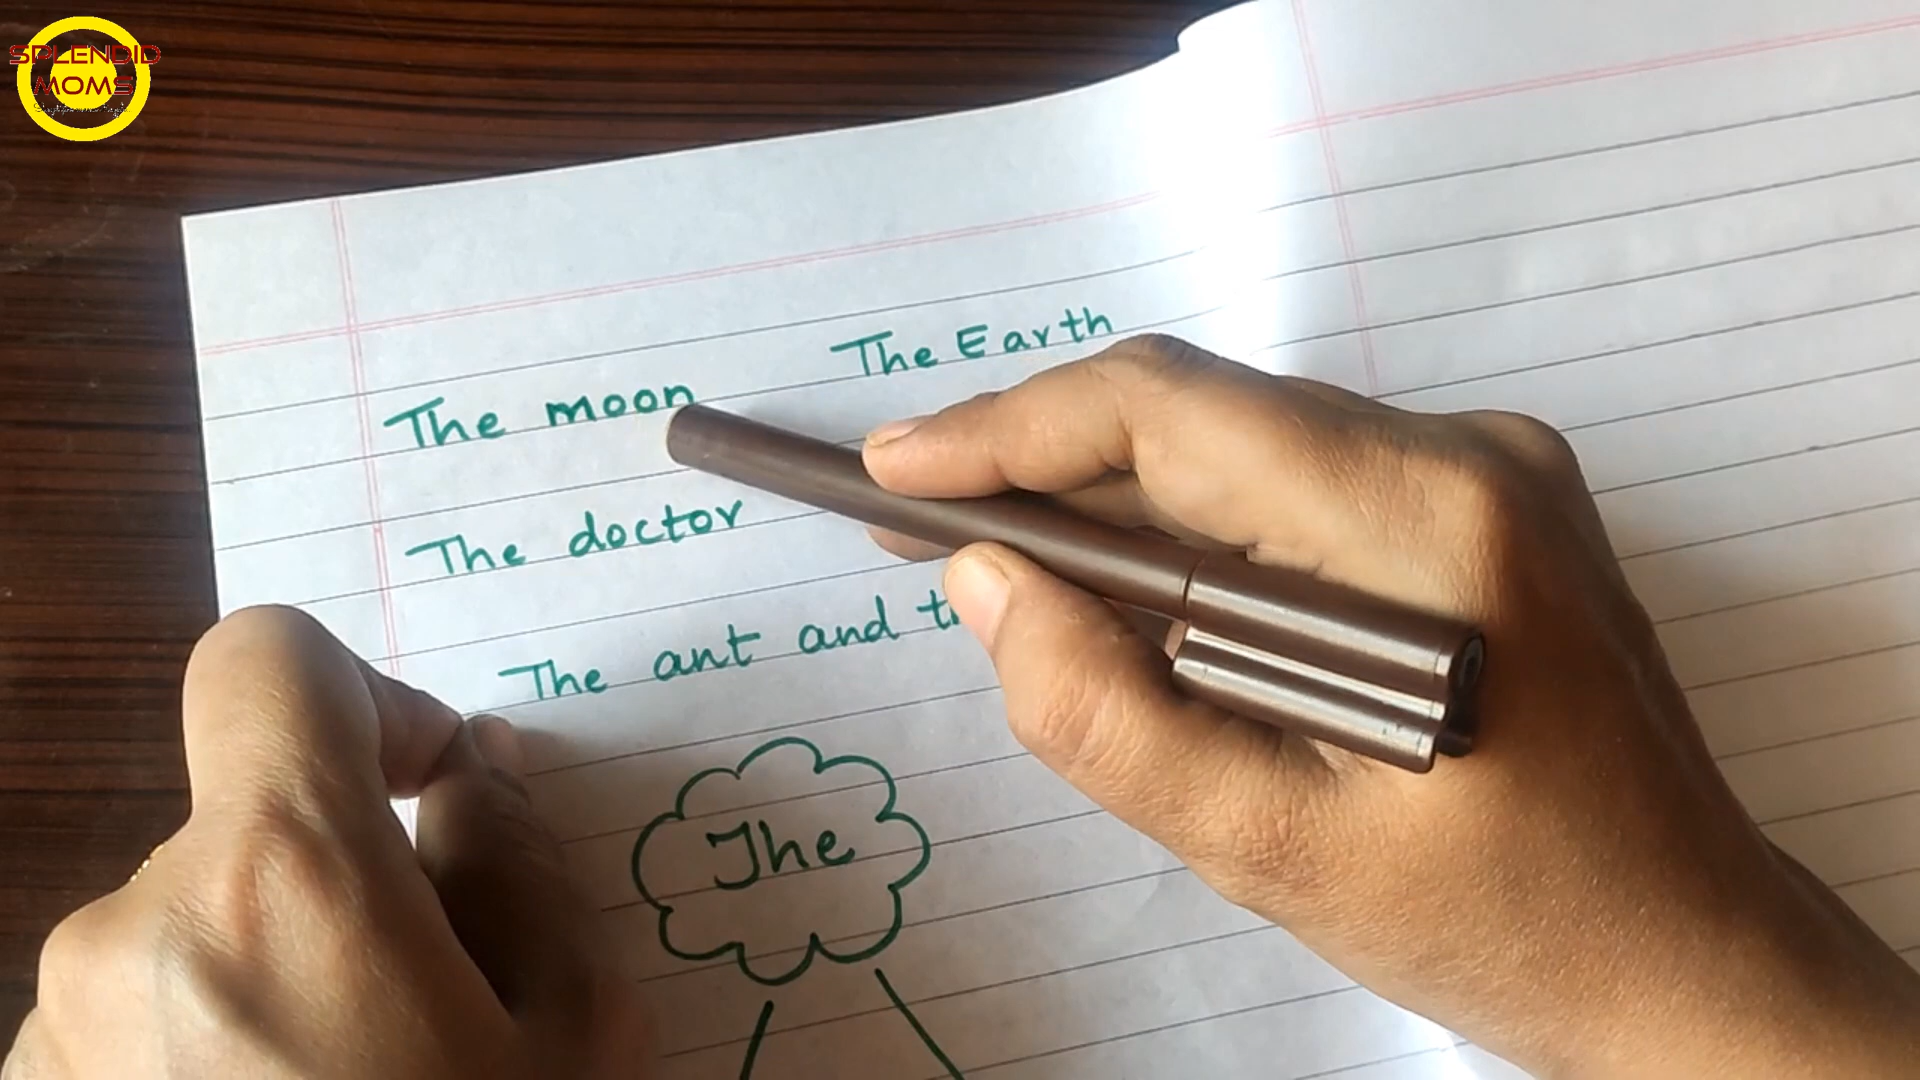 SPLENDID
MOMS
The moon The Earth
The doctor
The ant and
The